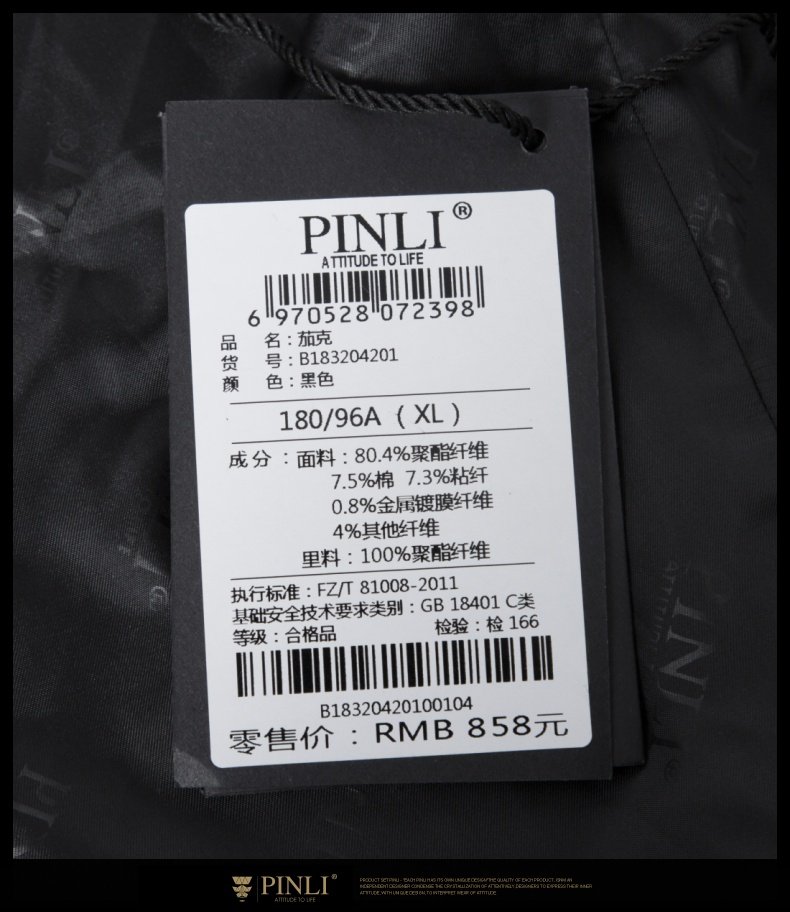 PINLI®
ATTITUDE TO LIFE
6 970528 072398
品 名：茄克
货 号：B183204201
颜 色：黑色
180/96A（XL）
成分：面料：80.4%聚酯纤维
7.5%棉 7.3%粘纤
0.8%金属镀膜纤维
4%其他纤维
里料：100%聚酯纤维
执行标准：FZ/T 81008-2011
基础安全技术要求类别：GB 18401 C类
等级：合格品 检验：检 166
B18320420100104
零售价：RMB 858元
PINLI®
ATTITUDE TO LIFE